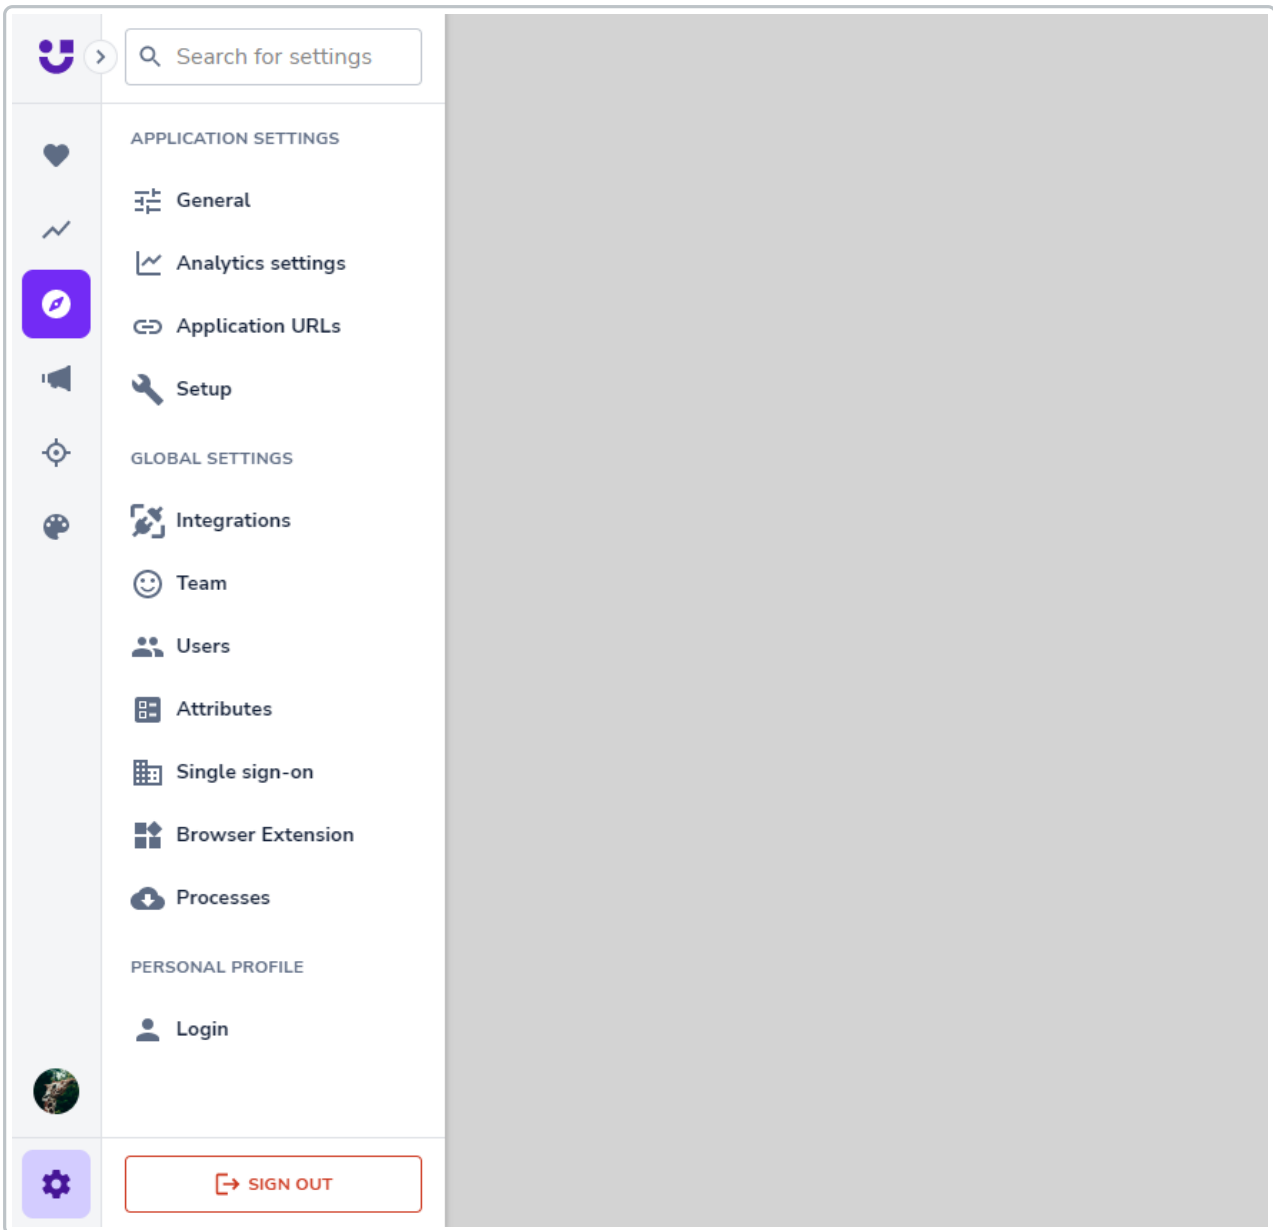 Search for settings
APPLICATION SETTINGS
General
Analytics settings
Application URLs
Setup
GLOBAL SETTINGS
Integrations
Team
Users
Attributes
Single sign-on
Browser Extension
Processes
PERSONAL PROFILE
Login
SIGN OUT